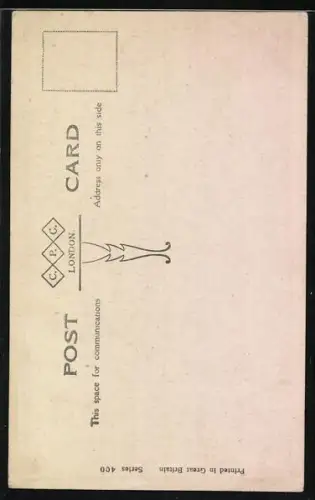 POST CARD
C. P. C.
LONDON.
This space for communications
Address only on this side
Printed in Great Britain
Series 400